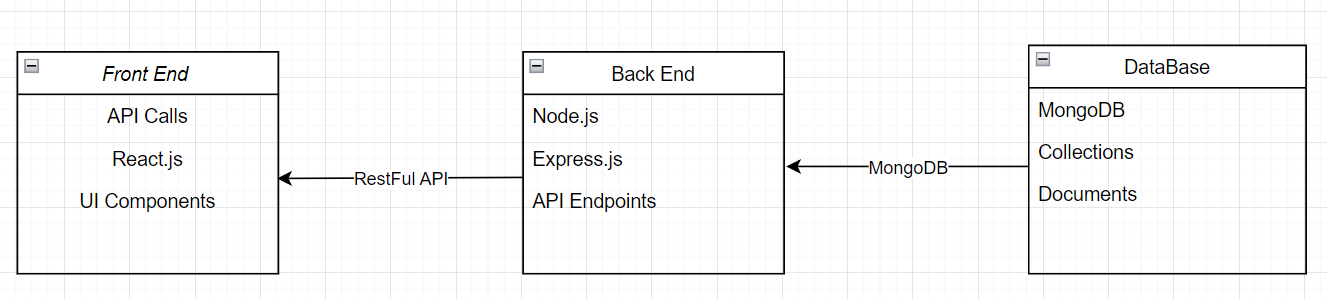 Front End
API Calls
React.js
UI Components
RestFul API
Back End
Node.js
Express.js
API Endpoints
MongoDB
DataBase
MongoDB
Collections
Documents